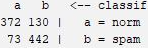 a b <-- classif
372 130 | a = norm
73 442 | b = spam